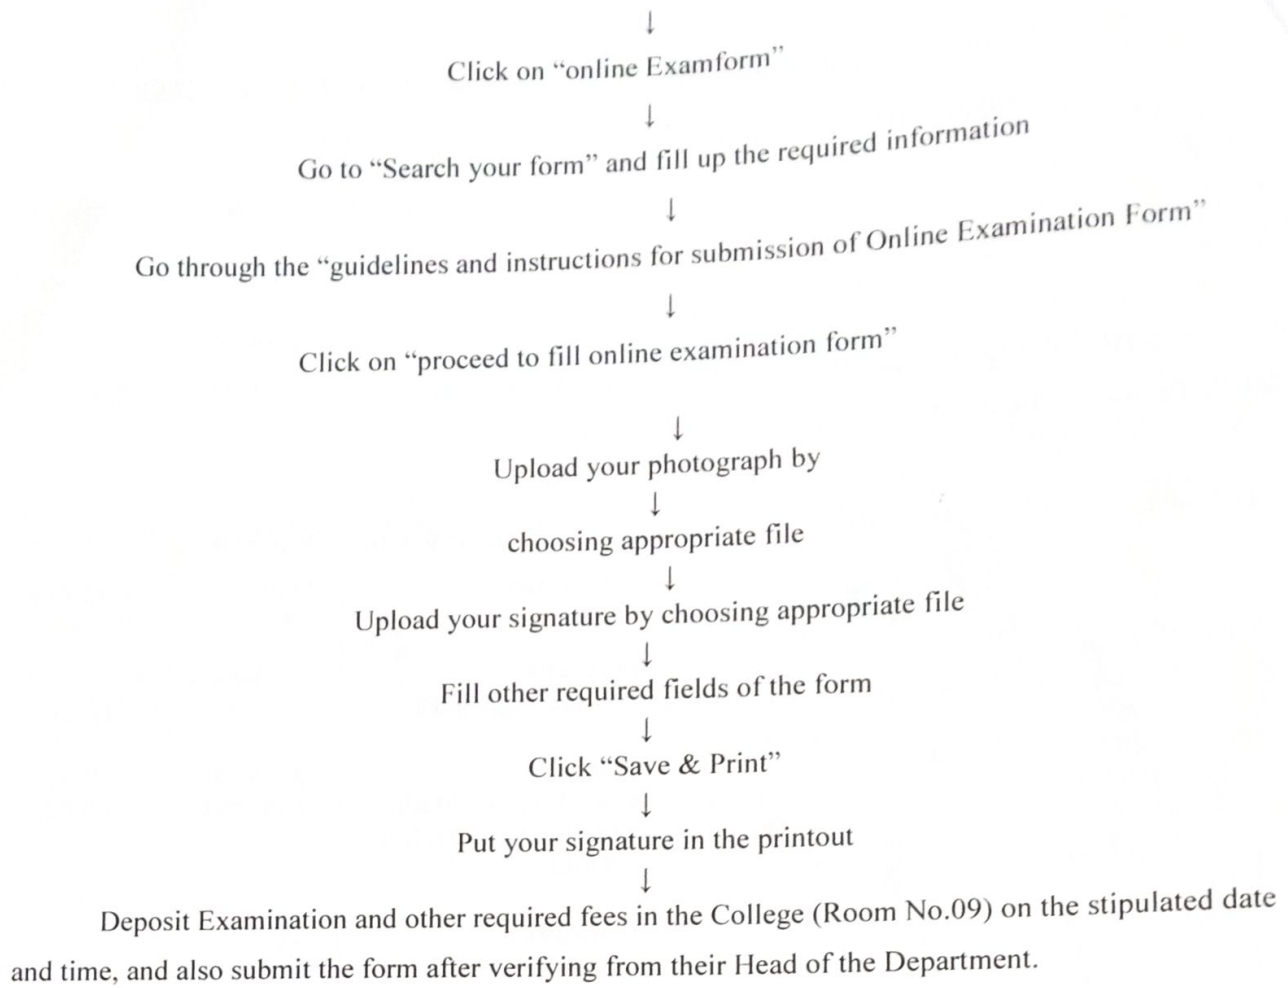 ↓
Click on “online Examform”
↓
Go to “Search your form” and fill up the required information
↓
Go through the “guidelines and instructions for submission of Online Examination Form”
↓
Click on “proceed to fill online examination form”
↓
Upload your photograph by
↓
choosing appropriate file
↓
Upload your signature by choosing appropriate file
↓
Fill other required fields of the form
↓
Click “Save & Print”
↓
Put your signature in the printout
↓
Deposit Examination and other required fees in the College (Room No.09) on the stipulated date
and time, and also submit the form after verifying from their Head of the Department.